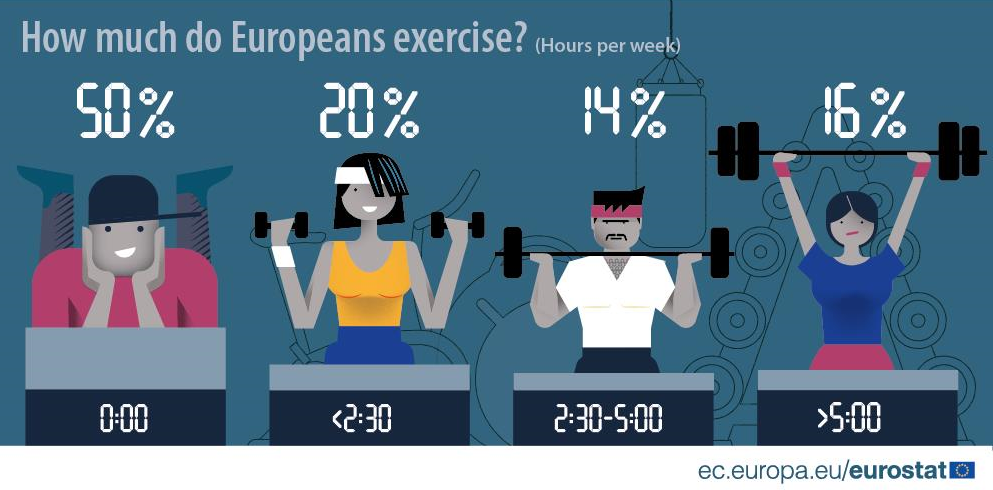 How much do Europeans exercise? (Hours per week)
50% 20% 14% 16%
0:00 <2:30 2:30-5:00 >5:00
ec.europa.eu/eurostat